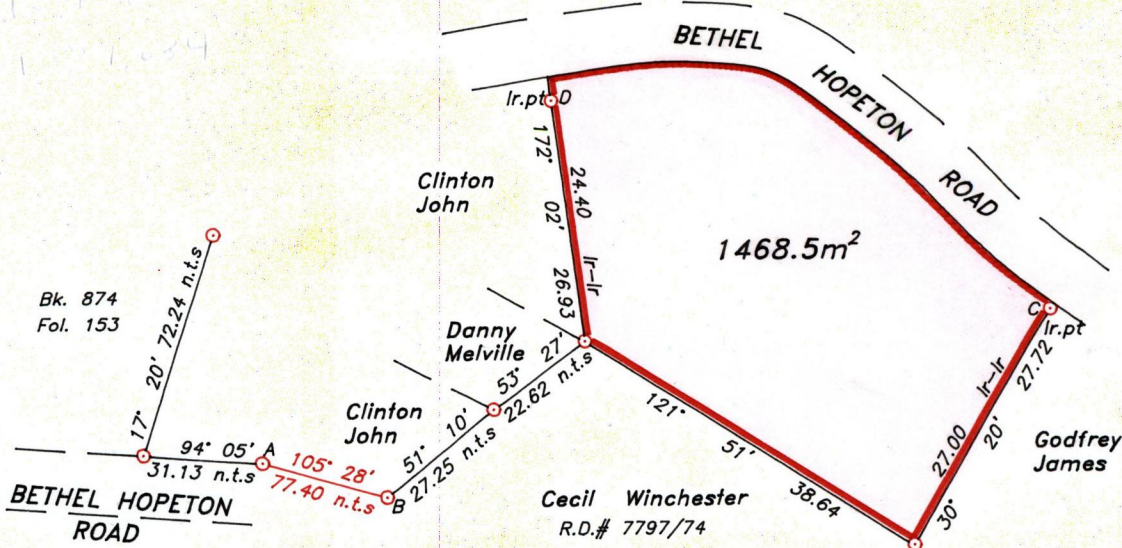 BETHEL
HOPETON
ROAD
Ir.pt D
172° 02'
24.40 Ir-Ir
26.93
Clinton
John
1468.5m²
C
Ir.pt
Bk. 874
Fol. 153
17° 20' 72.24 n.t.s
Danny
Melville
53° 27'
22.62 n.t.s
Clinton
John
51° 10'
27.25 n.t.s
121° 51'
38.64
Ir-Ir
27.72
27.00
30° 20'
Godfrey
James
94° 05' A
31.13 n.t.s
105° 28'
77.40 n.t.s
B
Cecil Winchester
R.D.# 7797/74
BETHEL HOPETON
ROAD